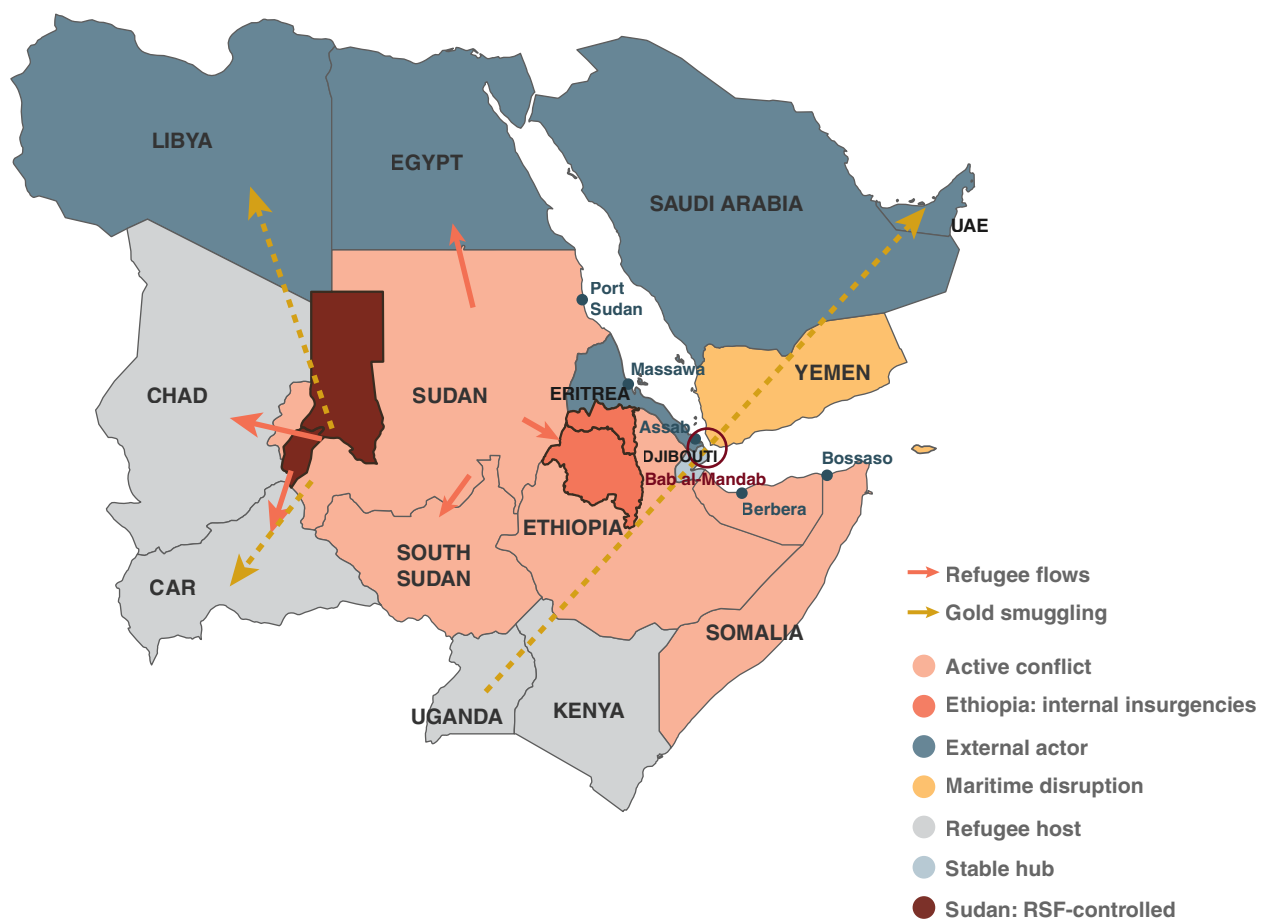 LIBYA
EGYPT
SAUDI ARABIA
UAE
Port
Sudan
Massawa
YEMEN
ERITREA
CHAD
SUDAN
Assab
DJIBOUTI
Bab al-Mandab
Bossaso
Berbera
ETHIOPIA
SOUTH
SUDAN
CAR
SOMALIA
UGANDA
KENYA
Refugee flows
Gold smuggling
Active conflict
Ethiopia: internal insurgencies
External actor
Maritime disruption
Refugee host
Stable hub
Sudan: RSF-controlled